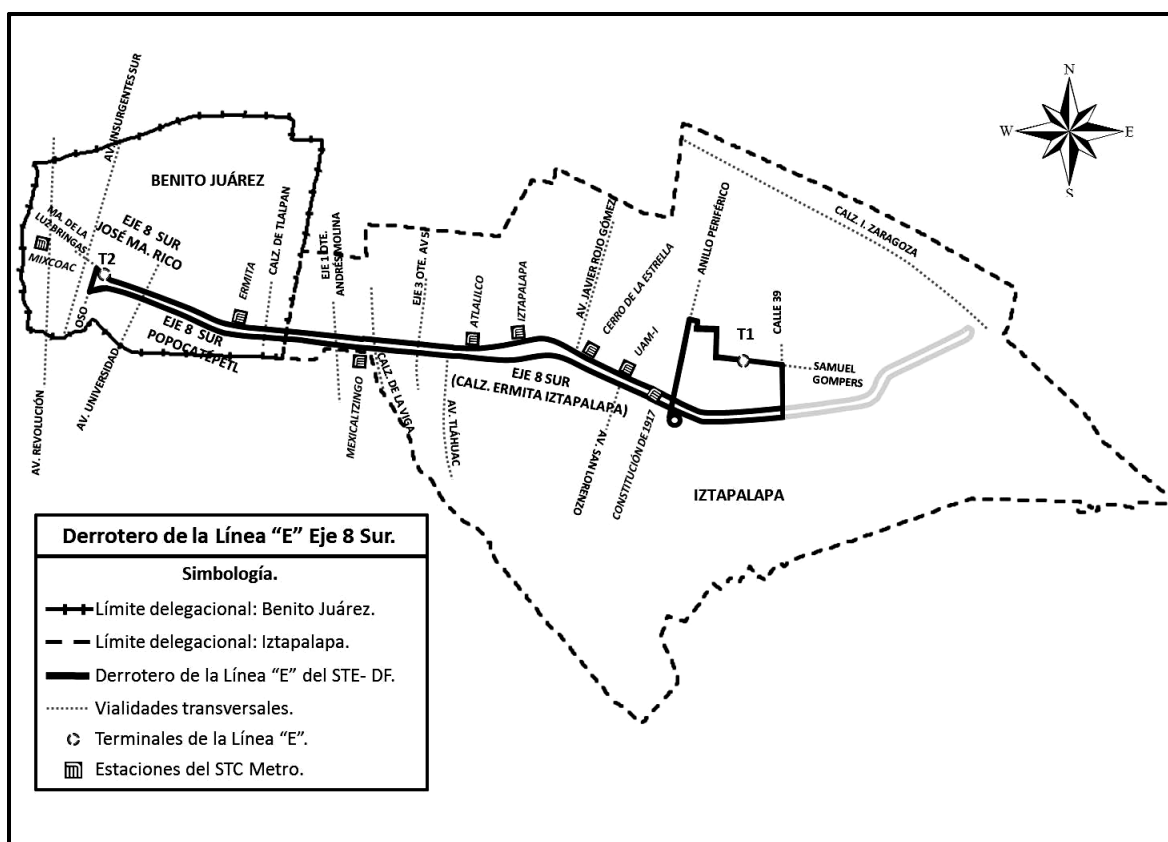 N
W
E
S
AV. INSURGENTES SUR
BENITO JUÁREZ
MA. DE LA
LUZ BRINGAS
EJE 8 SUR
JOSÉ MA. RICO
MIXCOAC
T2
OSO
ERMITA
CALZ. DE TLALPAN
EJE 8 SUR
POPOCATÉPETL
AV. REVOLUCIÓN
AV. UNIVERSIDAD
EJE 1 OTE.
ANDRÉS MOLINA
EJE 3 OTE. AV 5
MEXICALTZINGO
CALZ. DE LA VIGA
AV. TLÁHUAC
ATLALILCO
IZTAPALAPA
AV. JAVIER ROJO GÓMEZ
CERRO DE LA ESTRELLA
UAM-I
EJE 8 SUR
(CALZ. ERMITA IZTAPALAPA)
AV. SAN LORENZO
CONSTITUCIÓN DE 1917
ANILLO PERIFÉRICO
CALZ. I. ZARAGOZA
CALLE 39
T1
SAMUEL
GOMPERS
IZTAPALAPA
Derrotero de la Línea “E” Eje 8 Sur.
Simbología.
Límite delegacional: Benito Juárez.
Límite delegacional: Iztapalapa.
Derrotero de la Línea “E” del STE- DF.
Vialidades transversales.
Terminales de la Línea “E”.
Estaciones del STC Metro.